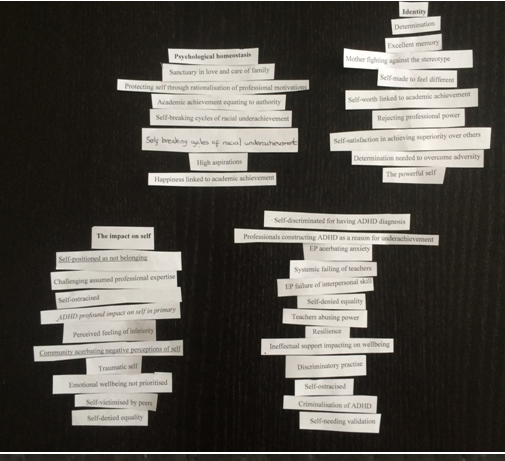 Psychological homeostasis
Sanctuary in love and care of family
Protecting self through rationalisation of professional motivations
Academic achievement equating to authority
Self-breaking cycles of racial underachievement
Self breaking cycles of racial underachievement
High aspirations
Happiness linked to academic achievement
Identity
Determination
Excellent memory
Mother fighting against the stereotype
Self-made to feel different
Self-worth linked to academic achievement
Rejecting professional power
Self-satisfaction in achieving superiority over others
Determination needed to overcome adversity
The powerful self
The impact on self
Self-positioned as not belonging
Challenging assumed professional expertise
Self-ostracised
ADHD profound impact on self in primary
Perceived feeling of inferiority
Community acerbating negative perceptions of self
Traumatic self
Emotional wellbeing not prioritised
Self-victimised by peers
Self-denied equality
Self-discriminated for having ADHD diagnosis
Professionals constructing ADHD as a reason for underachievement
EP acerbating anxiety
Systemic failing of teachers
EP failure of interpersonal skill
Self-denied equality
Teachers abusing power
Resilience
Ineffectual support impacting on wellbeing
Discriminatory practise
Self-ostracised
Criminalisation of ADHD
Self-needing validation